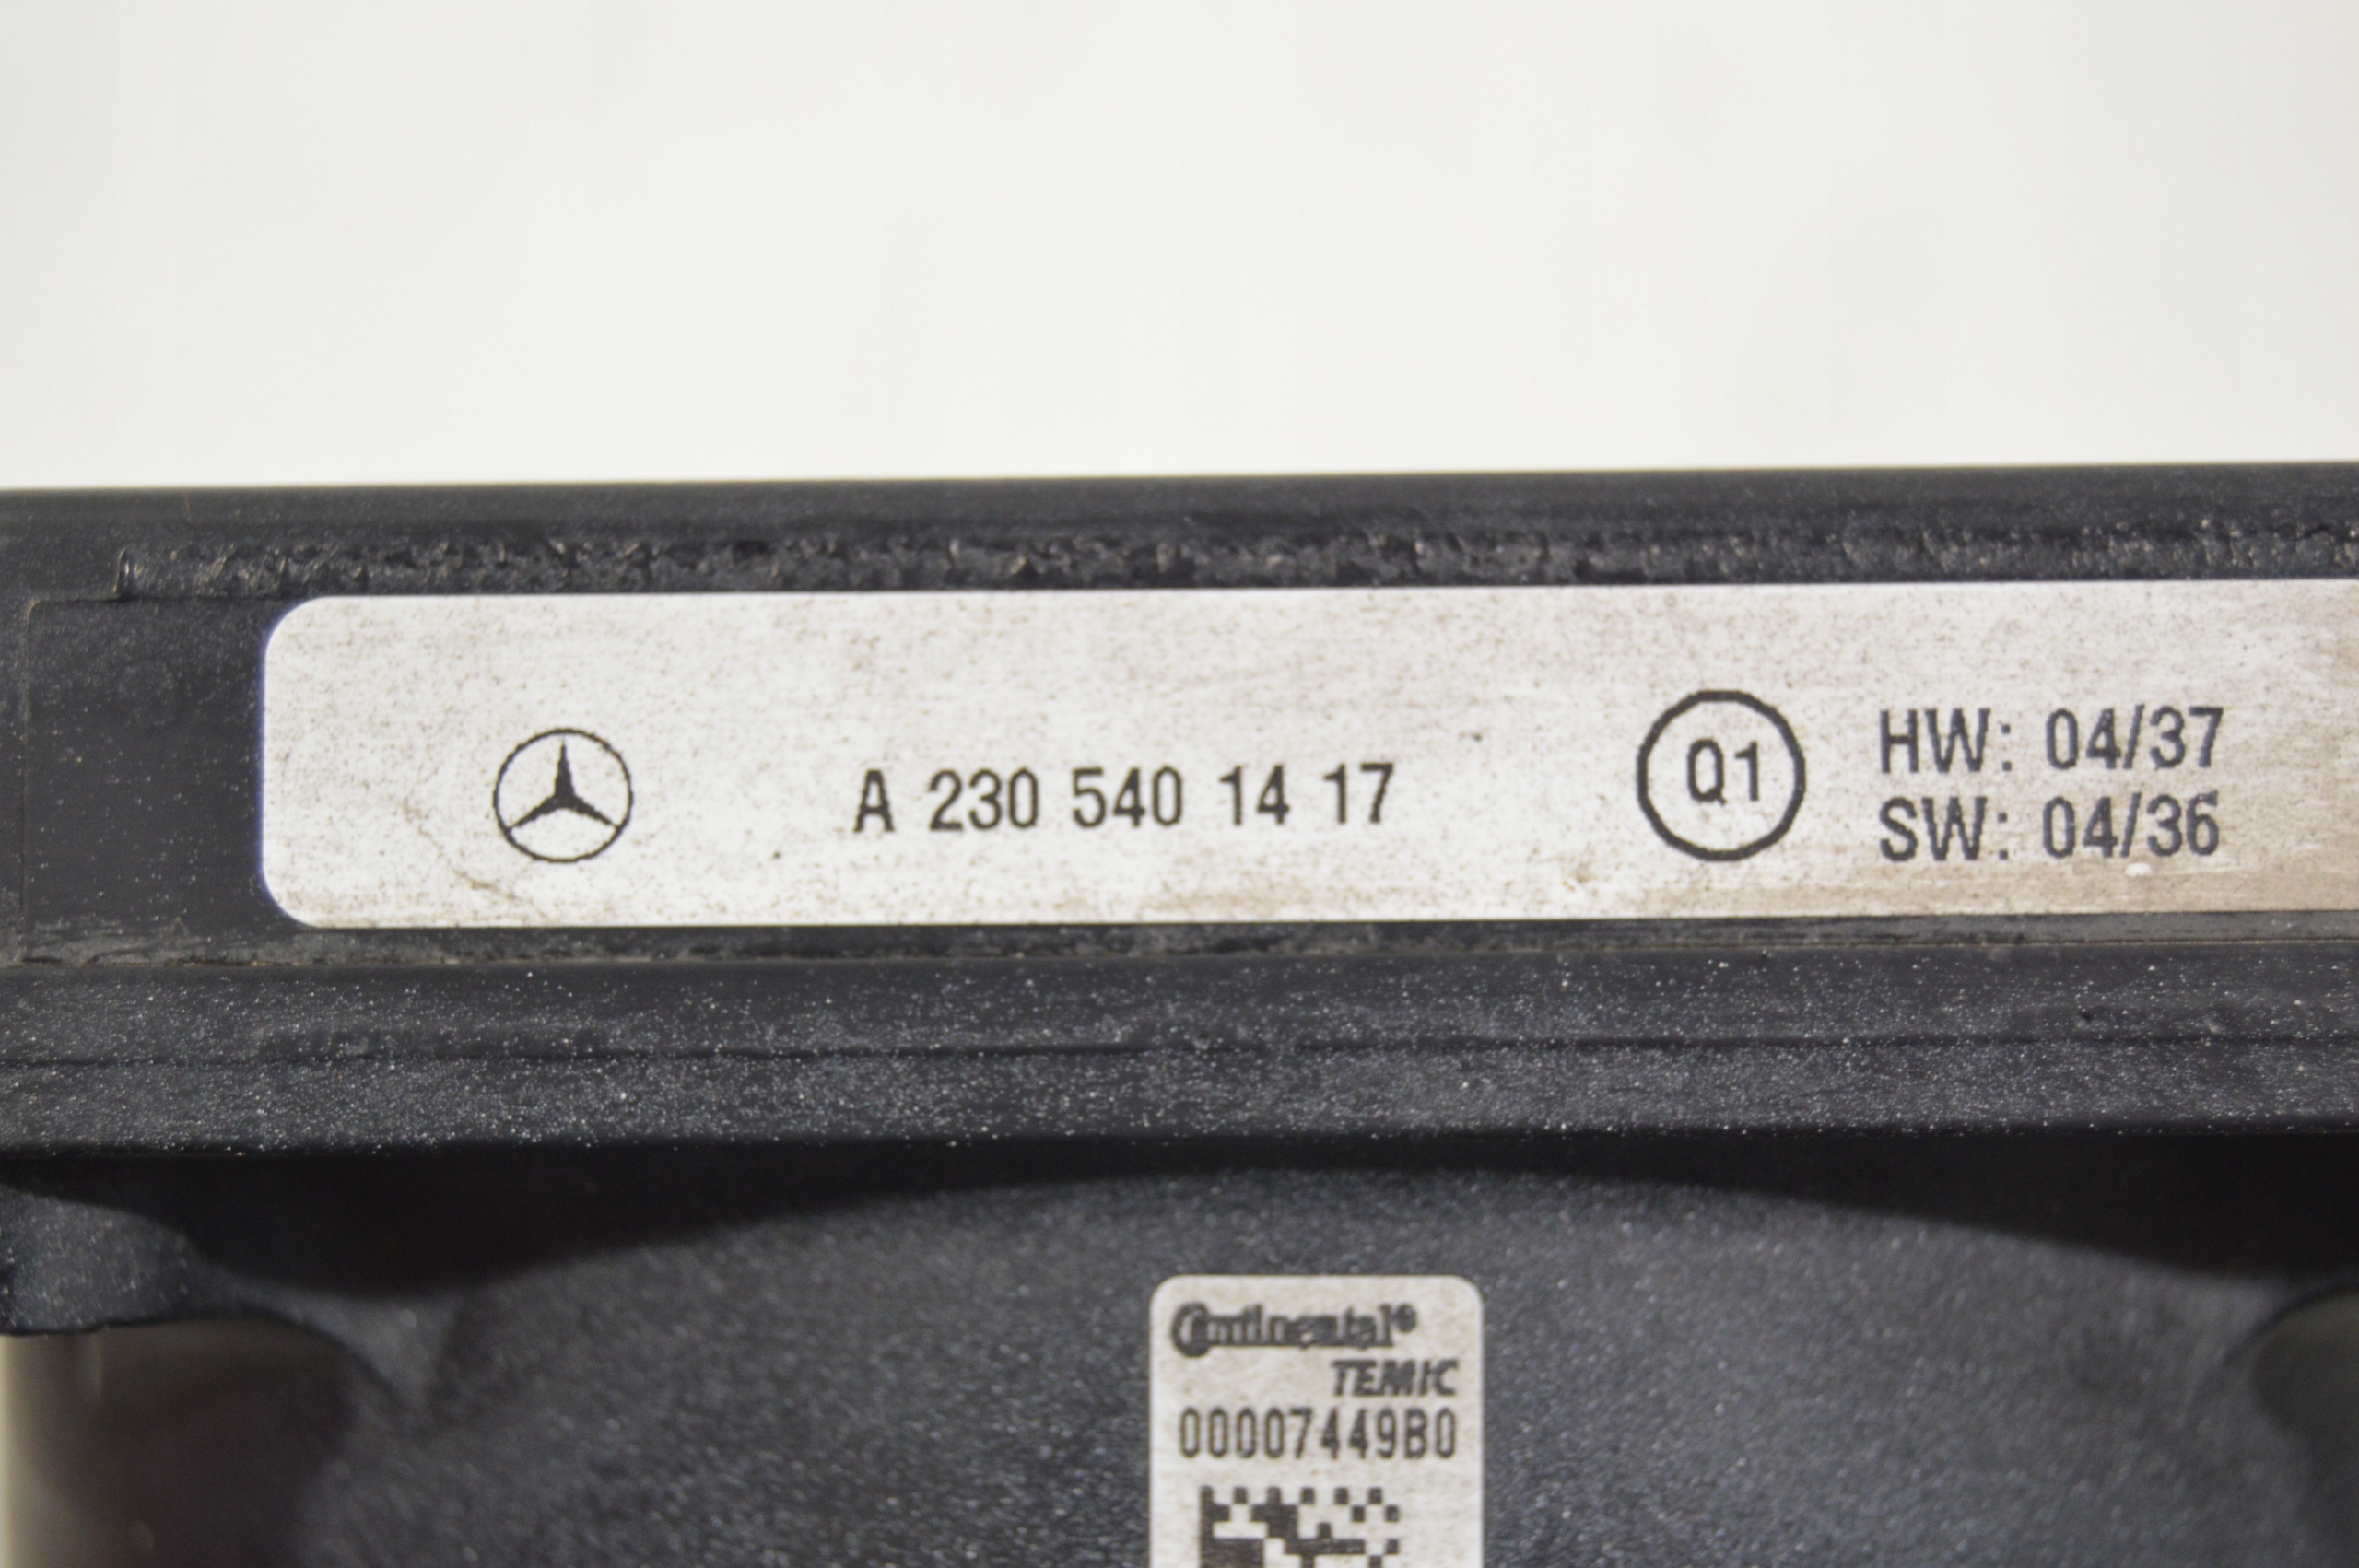 A 230 540 14 17
Q1
HW: 04/37
SW: 04/36
Continental®
TEMIC
00007449B0